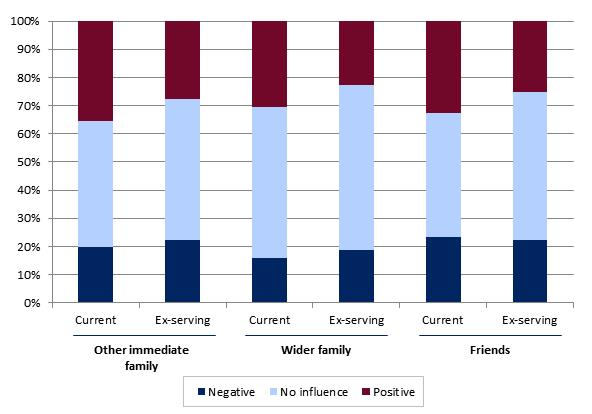 100%
90%
80%
70%
60%
50%
40%
30%
20%
10%
0%
Current Ex-serving Current Ex-serving Current Ex-serving
Other immediate Wider family Friends
family
Negative No influence Positive